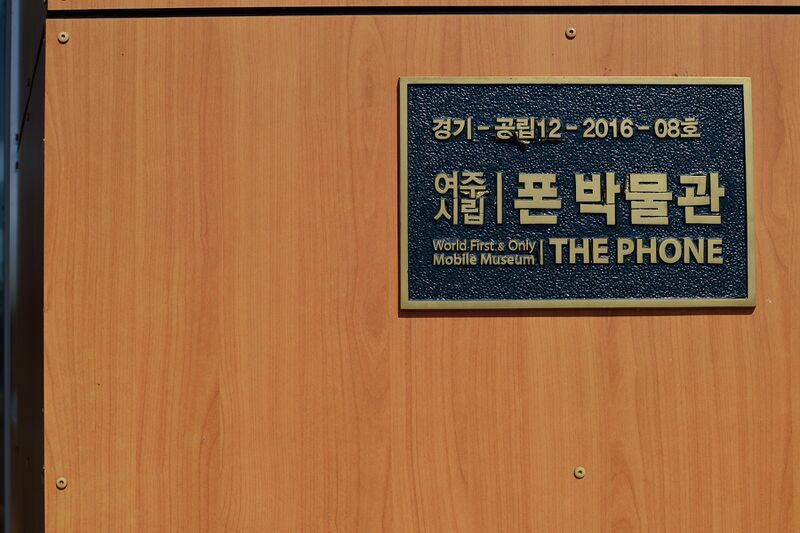 경기-공립12-2016-08호
여주시립 | 폰 박물관
World First & Only
Mobile Museum | THE PHONE